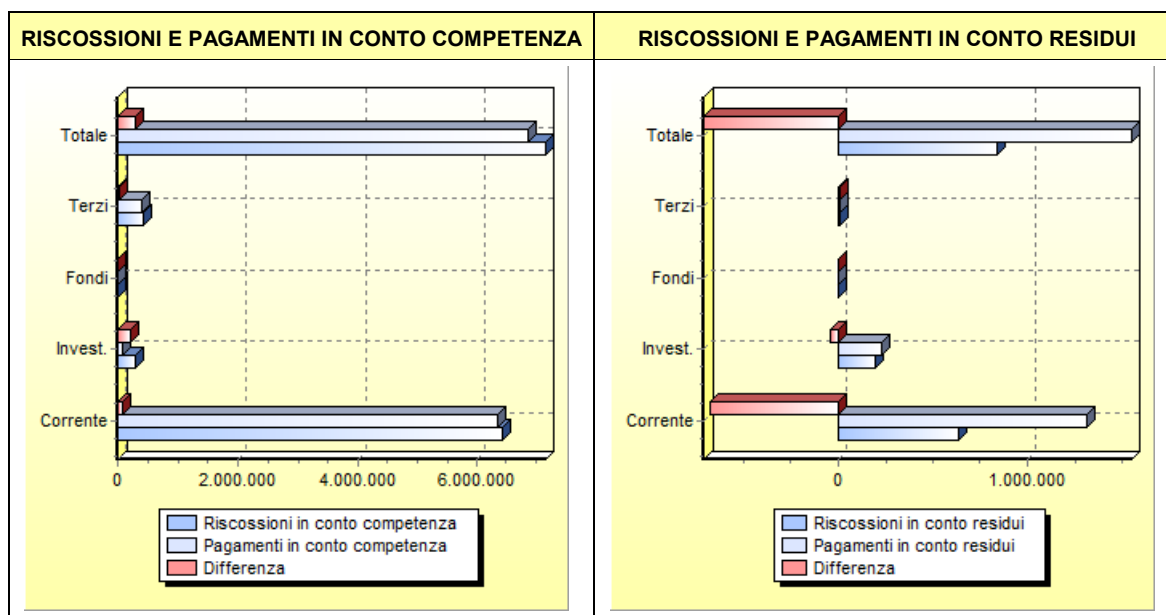 RISCOSSIONI E PAGAMENTI IN CONTO COMPETENZA
Totale
Terzi
Fondi
Invest.
Corrente
0 2.000.000 4.000.000 6.000.000
Riscossioni in conto competenza
Pagamenti in conto competenza
Differenza
RISCOSSIONI E PAGAMENTI IN CONTO RESIDUI
Totale
Terzi
Fondi
Invest.
Corrente
0 1.000.000
Riscossioni in conto residui
Pagamenti in conto residui
Differenza